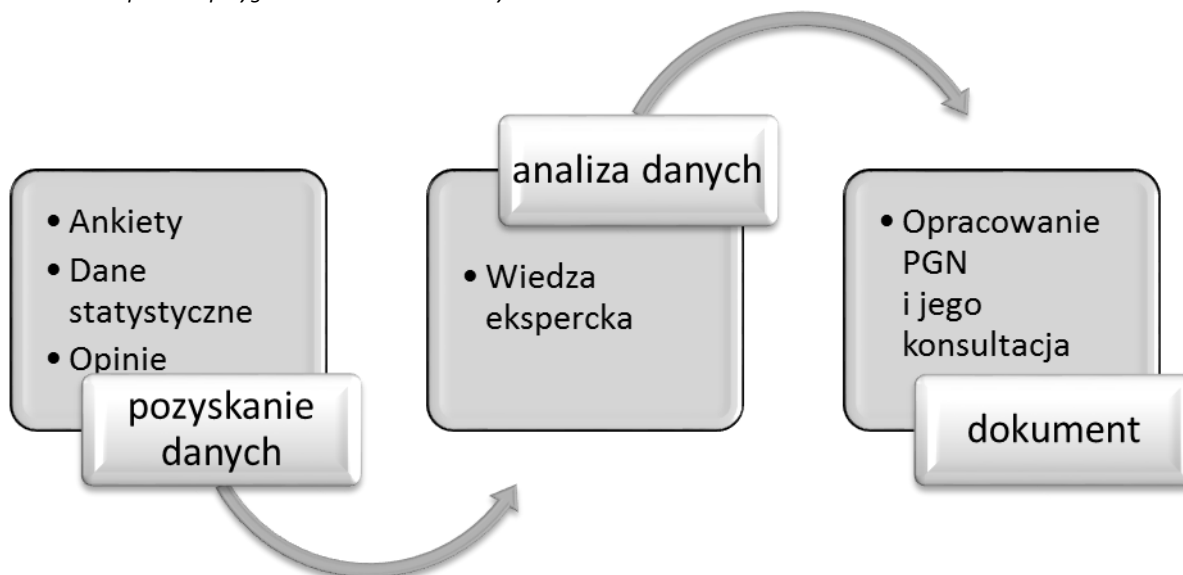 • Ankiety
• Dane
statystyczne
• Opinie
pozyskanie
danych
analiza danych
• Wiedza
ekspercka
• Opracowanie
PGN
i jego
konsultacja
dokument